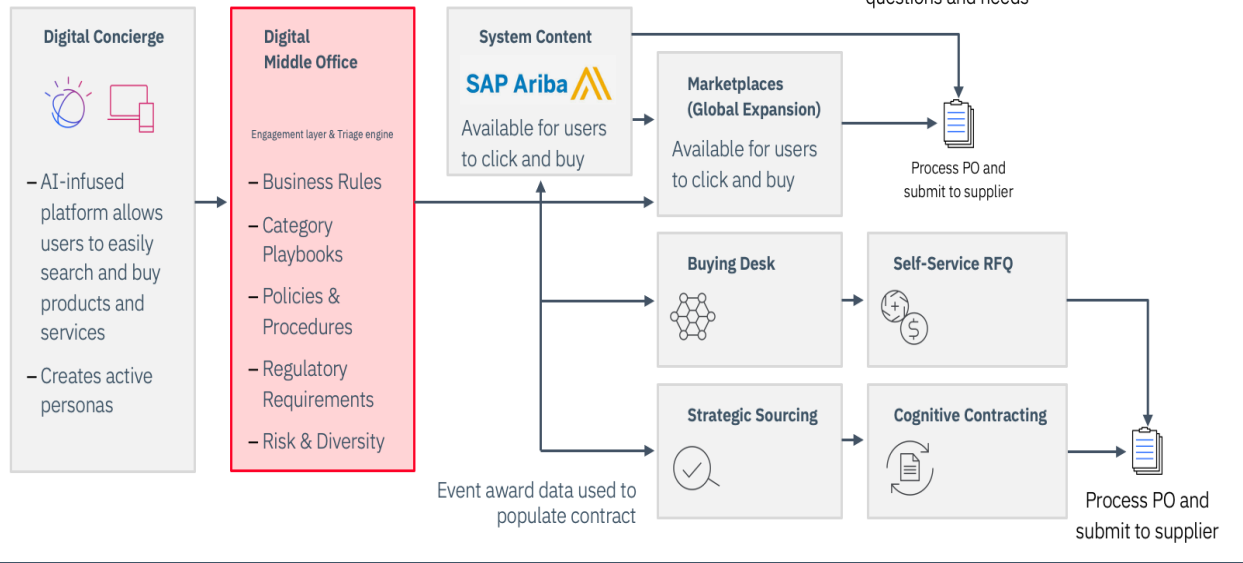 questions and needs
Digital Concierge
– AI-infused
platform allows
users to easily
search and buy
products and
services
– Creates active
personas
Digital
Middle Office
Engagement layer & Triage engine
– Business Rules
– Category
Playbooks
– Policies &
Procedures
– Regulatory
Requirements
– Risk & Diversity
System Content
SAP Ariba
Available for users
to click and buy
Marketplaces
(Global Expansion)
Available for users
to click and buy
Process PO and
submit to supplier
Buying Desk
Self-Service RFQ
$
Strategic Sourcing
Cognitive Contracting
Event award data used to
populate contract
Process PO and
submit to supplier